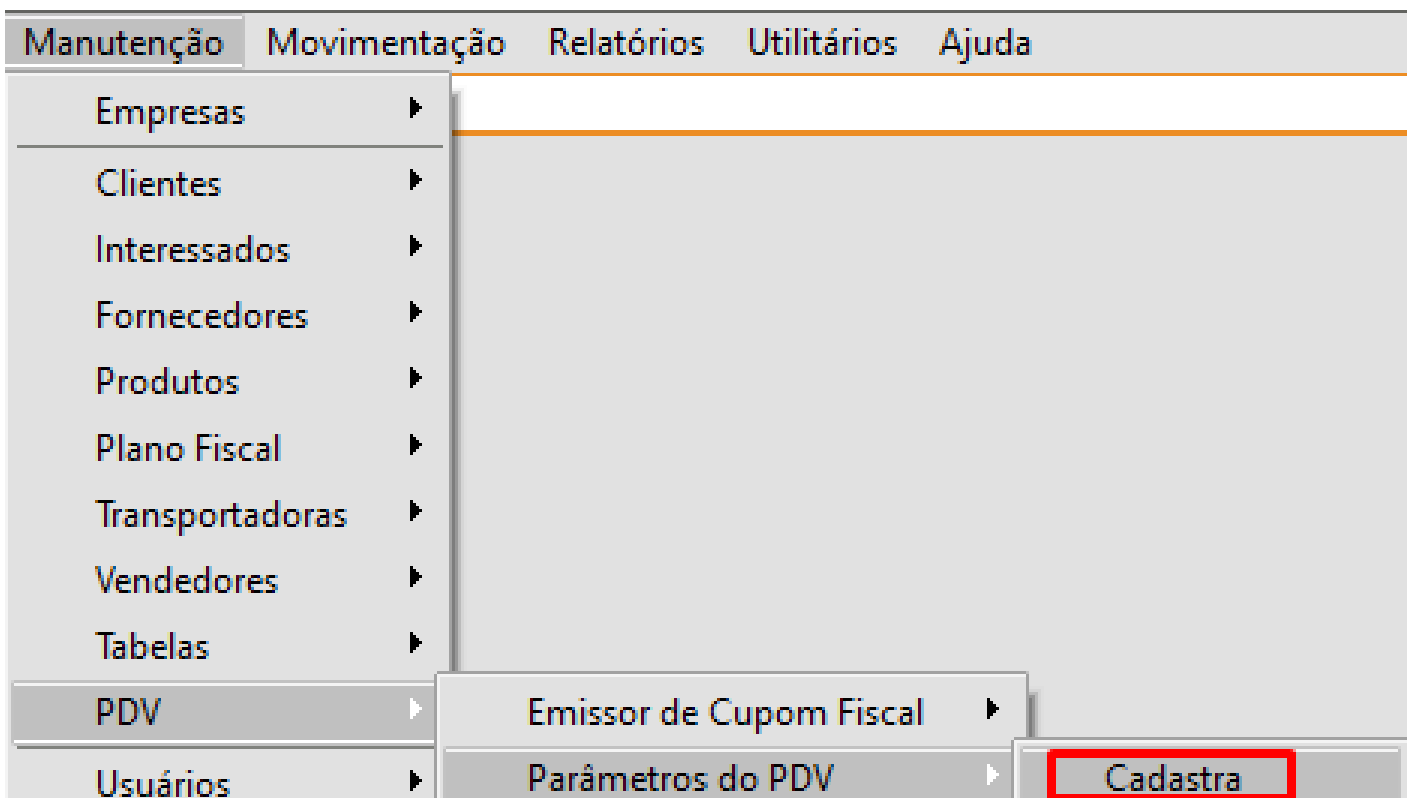 Manutenção Movimentação Relatórios Utilitários Ajuda
Empresas
Clientes
Interessados
Fornecedores
Produtos
Plano Fiscal
Transportadoras
Vendedores
Tabelas
PDV Emissor de Cupom Fiscal
Usuários Parâmetros do PDV Cadastra